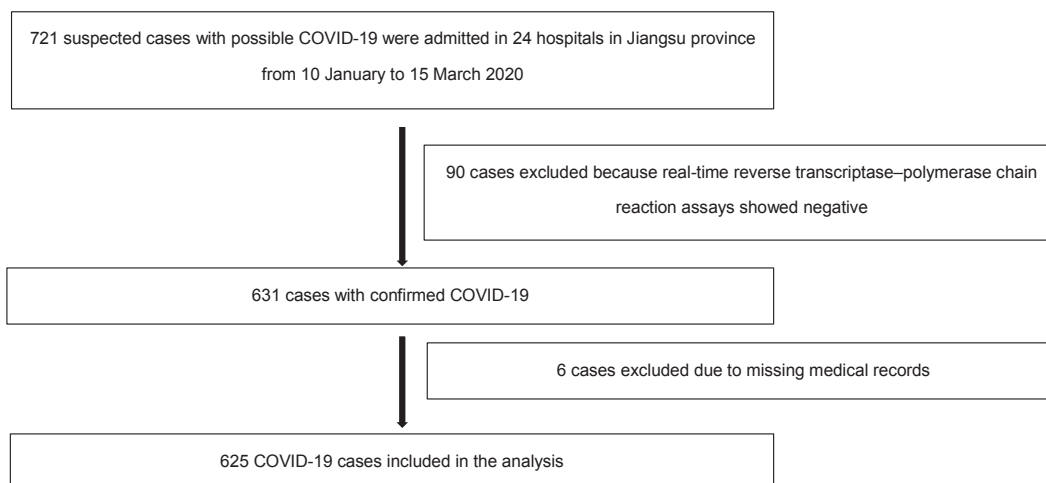 721 suspected cases with possible COVID-19 were admitted in 24 hospitals in Jiangsu province
from 10 January to 15 March 2020
90 cases excluded because real-time reverse transcriptase–polymerase chain
reaction assays showed negative
631 cases with confirmed COVID-19
6 cases excluded due to missing medical records
625 COVID-19 cases included in the analysis